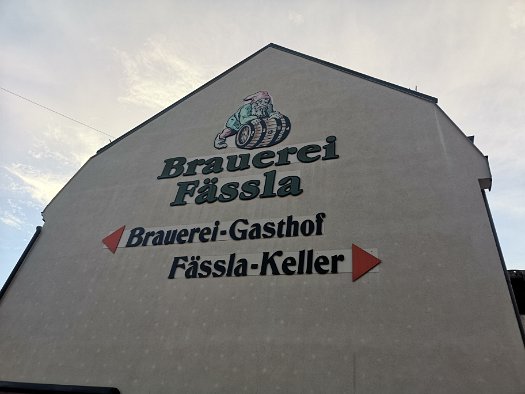 Brauerei
Fässla
Brauerei-Gasthof
Fässla-Keller